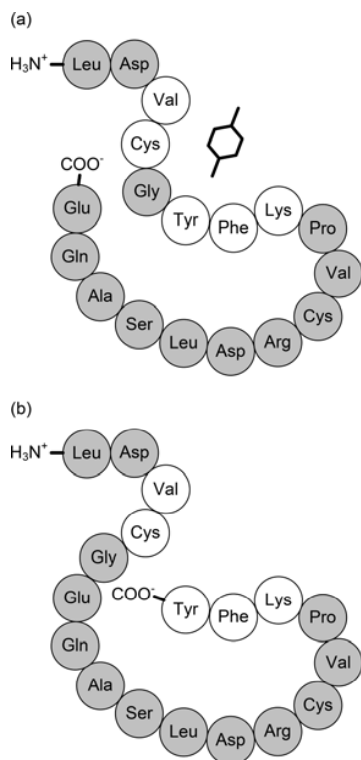 (a)
H₃N⁺ Leu Asp
Val
Cys
COO⁻
Gly
Glu
Tyr Phe Lys Pro
Gln
Val
Ala
Cys
Ser Leu Asp Arg
(b)
H₃N⁺ Leu Asp
Val
Cys
Gly
Glu COO⁻ Tyr Phe Lys Pro
Gln
Val
Ala
Cys
Ser Leu Asp Arg